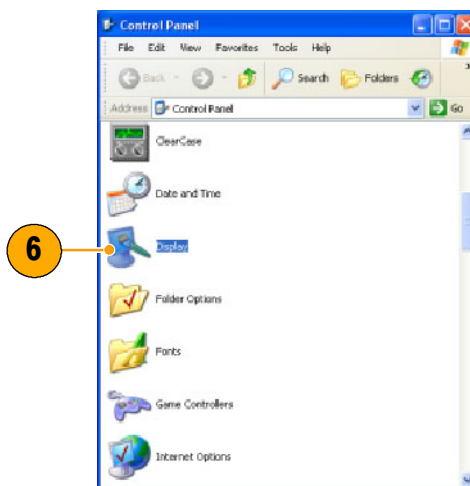 Control Panel
File Edit View Favorites Tools Help
Back Search Folders
Address Control Panel Go
ClearCase
Date and Time
6
Display
Folder Options
Fonts
Game Controllers
Internet Options